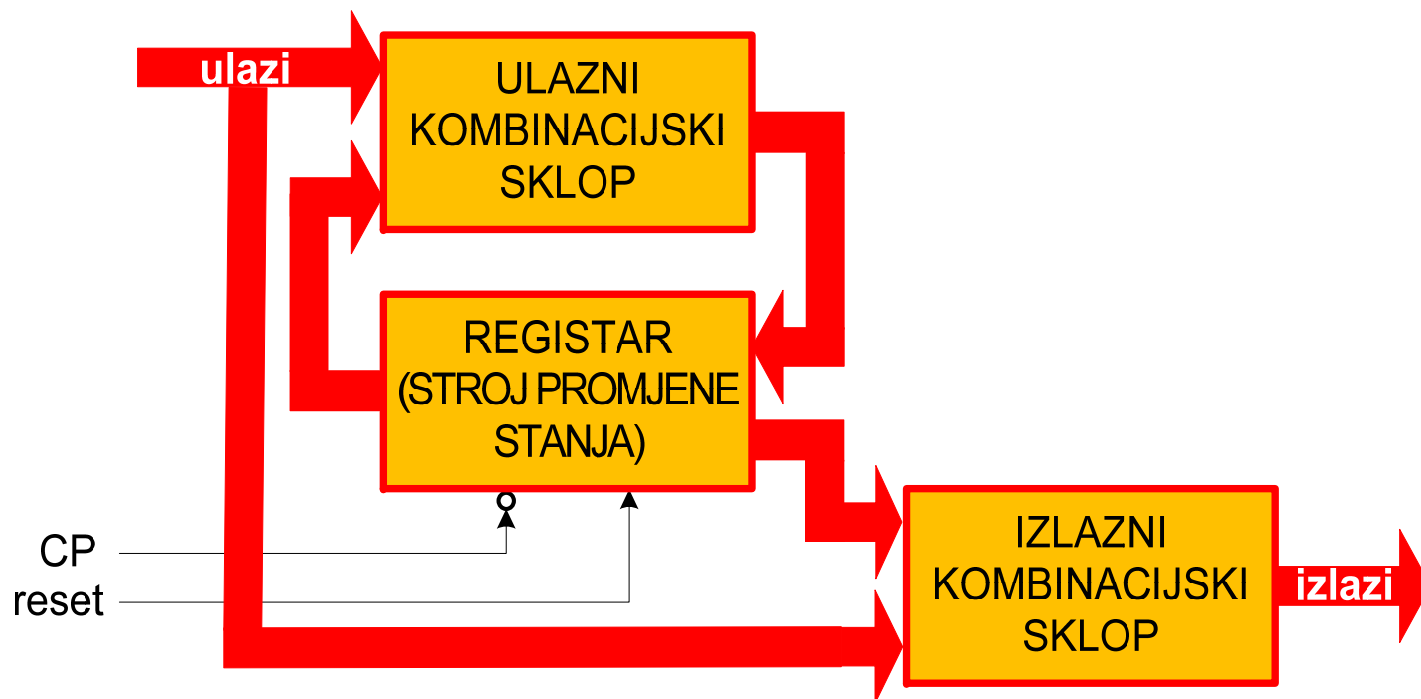 ulazi
ULAZNI
KOMBINACIJSKI
SKLOP
REGISTAR
(STROJ PROMJENE
STANJA)
CP
reset
IZLAZNI
KOMBINACIJSKI
SKLOP
izlazi